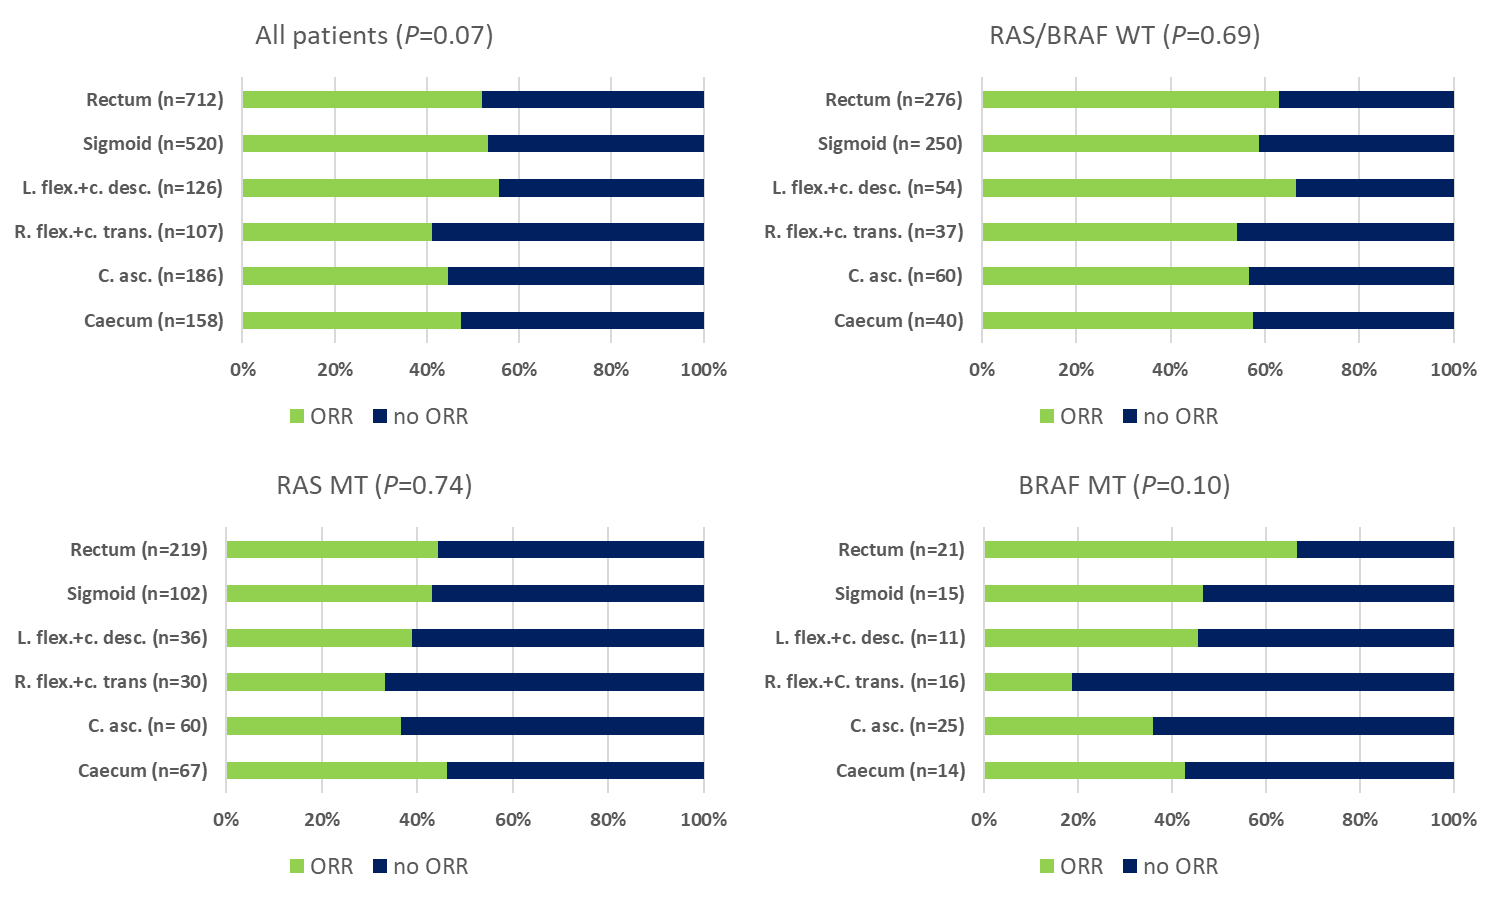 All patients (P=0.07)
Rectum (n=712)
Sigmoid (n=520)
L. flex.+c. desc. (n=126)
R. flex.+c. trans. (n=107)
C. asc. (n=186)
Caecum (n=158)
0% 20% 40% 60% 80% 100%
ORR no ORR
RAS/BRAF WT (P=0.69)
Rectum (n=276)
Sigmoid (n= 250)
L. flex.+c. desc. (n=54)
R. flex.+c. trans. (n=37)
C. asc. (n=60)
Caecum (n=40)
0% 20% 40% 60% 80% 100%
ORR no ORR
RAS MT (P=0.74)
Rectum (n=219)
Sigmoid (n=102)
L. flex.+c. desc. (n=36)
R. flex.+c. trans (n=30)
C. asc. (n= 60)
Caecum (n=67)
0% 20% 40% 60% 80% 100%
ORR no ORR
BRAF MT (P=0.10)
Rectum (n=21)
Sigmoid (n=15)
L. flex.+c. desc. (n=11)
R. flex.+C. trans. (n=16)
C. asc. (n=25)
Caecum (n=14)
0% 20% 40% 60% 80% 100%
ORR no ORR